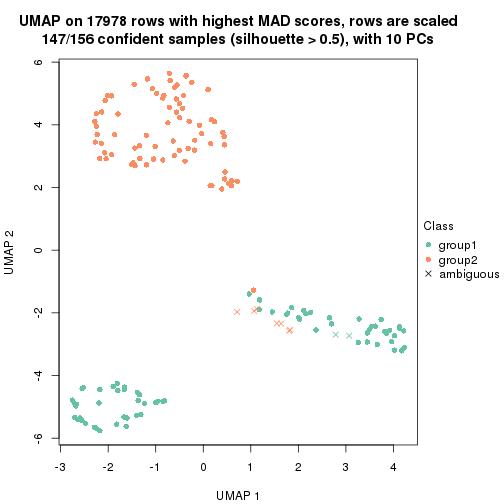 UMAP on 17978 rows with highest MAD scores, rows are scaled
147/156 confident samples (silhouette > 0.5), with 10 PCs
6
4
2
0
-2
-4
-6
UMAP 2
-3
-2
-1
0
1
2
3
4
UMAP 1
Class
group1
group2
ambiguous